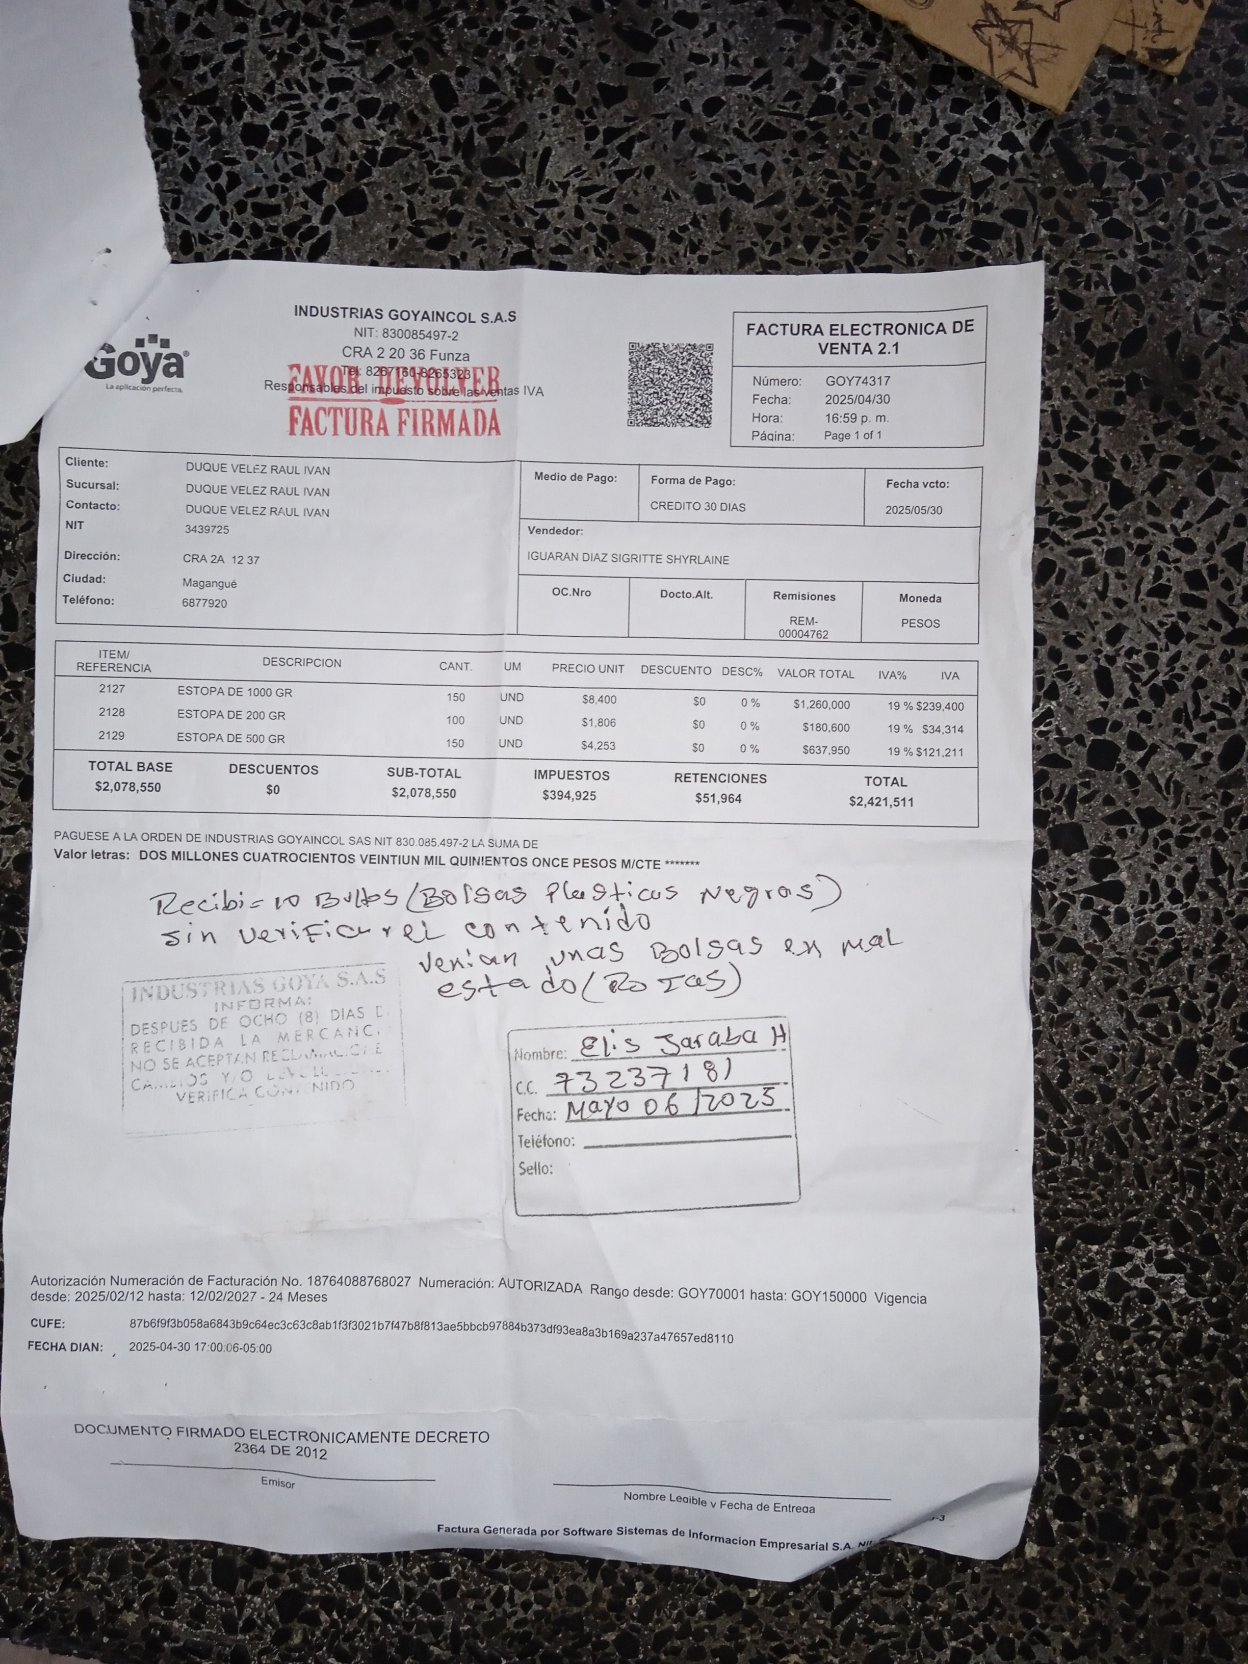 INDUSTRIAS GOYAINCOL S.A.S
NIT: 830085497-2
CRA 2 20 36 Funza
Tel: 8267160-8265323
Responsables del impuesto sobre las ventas IVA
FAVOR DEVOLVER
FACTURA FIRMADA
Goya®
La aplicación perfecta.
FACTURA ELECTRONICA DE
VENTA 2.1
Número: GOY74317
Fecha: 2025/04/30
Hora: 16:59 p. m.
Página: Page 1 of 1
Cliente: DUQUE VELEZ RAUL IVAN
Sucursal: DUQUE VELEZ RAUL IVAN
Contacto: DUQUE VELEZ RAUL IVAN
NIT 3439725
Dirección: CRA 2A 12 37
Ciudad: Magangué
Teléfono: 6877920
Medio de Pago: Forma de Pago: Fecha vcto:
CREDITO 30 DIAS 2025/05/30
Vendedor:
IGUARAN DIAZ SIGRITTE SHYRLAINE
OC.Nro Docto.Alt. Remisiones Moneda
REM- PESOS
00004762
ITEM/
REFERENCIA DESCRIPCION CANT. UM PRECIO UNIT DESCUENTO DESC% VALOR TOTAL IVA% IVA
2127 ESTOPA DE 1000 GR 150 UND $8,400 $0 0 % $1,260,000 19 % $239,400
2128 ESTOPA DE 200 GR 100 UND $1,806 $0 0 % $180,600 19 % $34,314
2129 ESTOPA DE 500 GR 150 UND $4,253 $0 0 % $637,950 19 % $121,211
TOTAL BASE DESCUENTOS SUB-TOTAL IMPUESTOS RETENCIONES TOTAL
$2,078,550 $0 $2,078,550 $394,925 $51,964 $2,421,511
PAGUESE A LA ORDEN DE INDUSTRIAS GOYAINCOL SAS NIT 830.085.497-2 LA SUMA DE
Valor letras: DOS MILLONES CUATROCIENTOS VEINTIUN MIL QUINIENTOS ONCE PESOS M/CTE *******
Recibi = 10 Bultos (Bolsas Plasticas Negras)
sin verificar el contenido
venian unas Bolsas en mal
estado (Rotas)
INDUSTRIAS GOYA S.A.S
INFORMA:
DESPUES DE OCHO (8) DIAS D
RECIBIDA LA MERCANC
NO SE ACEPTAN RECLAMACIONE
CAMBIOS Y/O
VERIFICA CONTENIDO
Nombre: Elis Jaraba H
C.C. 73237181
Fecha: Mayo 06/2025
Teléfono:
Sello:
Autorización Numeración de Facturación No. 18764088768027 Numeración: AUTORIZADA Rango desde: GOY70001 hasta: GOY150000 Vigencia
desde: 2025/02/12 hasta: 12/02/2027 - 24 Meses
CUFE: 87b6f9f3b058a6843b9c64ec3c63c8ab1f3f3021b7f47b8f813ae5bbcb97884b373df93ea8a3b169a237a47657ed8110
FECHA DIAN: 2025-04-30 17:00:06-05:00
DOCUMENTO FIRMADO ELECTRONICAMENTE DECRETO
2364 DE 2012
Emisor
Nombre Legible y Fecha de Entrega
Factura Generada por Software Sistemas de Informacion Empresarial S.A.